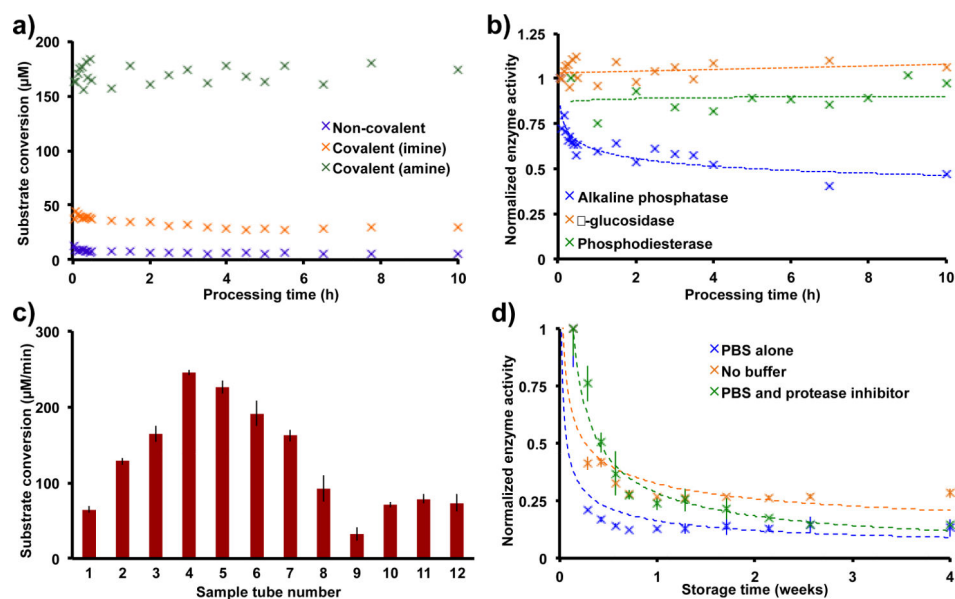 a)
200
150
100
50
0
Substrate conversion (µM)
Non-covalent
Covalent (imine)
Covalent (amine)
0 2 4 6 8 10
Processing time (h)
b)
1.25
1
0.75
0.5
0.25
Normalized enzyme activity
Alkaline phosphatase
□-glucosidase
Phosphodiesterase
0 2 4 6 8 10
Processing time (h)
c)
300
200
100
0
Substrate conversion (µM/min)
1 2 3 4 5 6 7 8 9 10 11 12
Sample tube number
d)
1
0.75
0.5
0.25
0
Normalized enzyme activity
PBS alone
No buffer
PBS and protease inhibitor
0 1 2 3 4
Storage time (weeks)